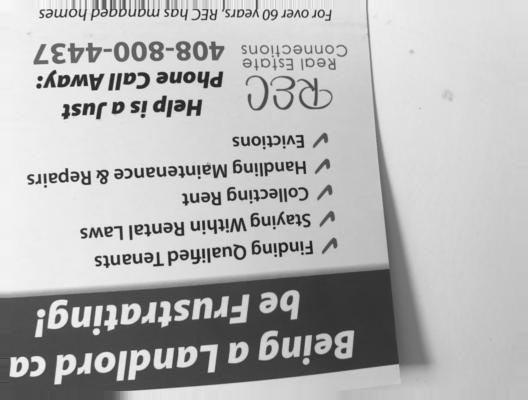 Being a Landlord ca
be Frustrating!
✓ Finding Qualified Tenants
✓ Staying Within Rental Laws
✓ Collecting Rent
✓ Handling Maintenance & Repairs
✓ Evictions
REC
Real Estate
Connections
Help is a Just
Phone Call Away:
408-800-4437
For over 60 years, REC has managed homes